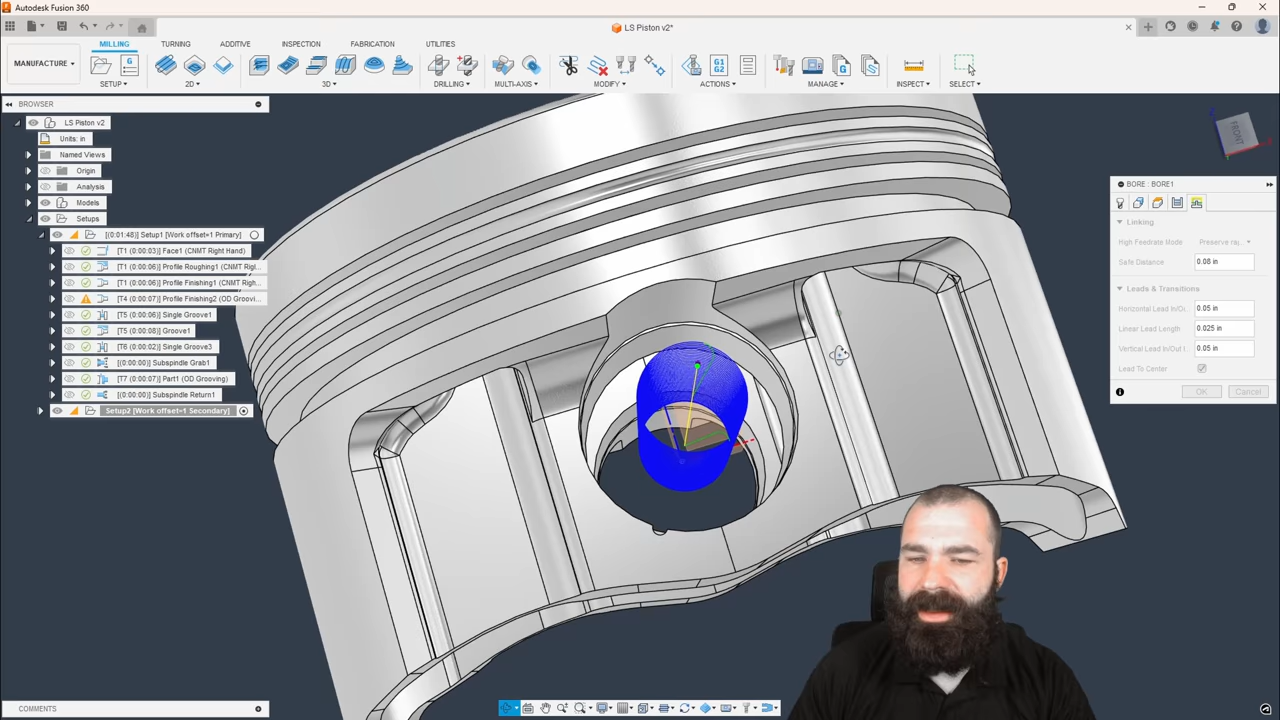 Autodesk Fusion 360
LS Piston v2*
MANUFACTURE
MILLING
TURNING
ADDITIVE
INSPECTION
FABRICATION
UTILITIES
G1
G2
SETUP
2D
3D
DRILLING
MULTI-AXIS
MODIFY
ACTIONS
MANAGE
INSPECT
SELECT
BROWSER
LS Piston v2
Units: in
Named Views
Origin
Analysis
Models
Setups
[(0:01:48)] Setup1 [Work offset=1 Primary]
[T1 (0:00:03)] Face1 (CNMT Right Hand)
[T1 (0:00:06)] Profile Roughing1 (CNMT Rigl...
[T1 (0:00:06)] Profile Finishing1 (CNMT Righ...
[T4 (0:00:07)] Profile Finishing2 (OD Groovi...
[T5 (0:00:06)] Single Groove1
[T5 (0:00:08)] Groove1
[T6 (0:00:02)] Single Groove3
[(0:00:00)] Subspindle Grab1
[T7 (0:00:07)] Part1 (OD Grooving)
[(0:00:00)] Subspindle Return1
Setup2 [Work offset=1 Secondary]
FRONT
BORE : BORE1
Linking
High Feedrate Mode
Preserve ra...
Safe Distance
0.08 in
Leads & Transitions
Horizontal Lead In/O
0.05 in
Linear Lead Length
0.025 in
Vertical Lead In/Out
0.05 in
Lead To Center
OK
Cancel
COMMENTS